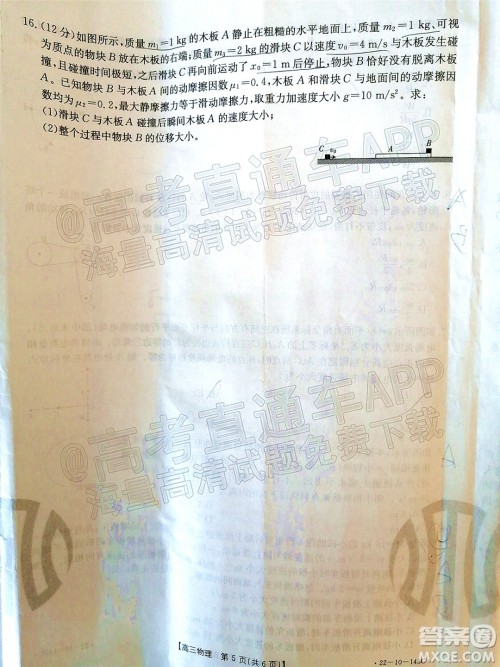 16.(12分)如图所示,质量m₁=1kg的木板A静止在粗糙的水平地面上,质量m₂=1kg、可视
为质点的物块B放在木板的右端;质量m₃=2kg的滑块C以速度v₀=4m/s与木板发生碰
撞,且碰撞时间极短,之后滑块C再向前运动了x₀=1m后停止,物块B恰好没有脱离木板
A。已知物块B与木板A间的动摩擦因数μ₁=0.4,木板A和滑块C与地面间的动摩擦因
数均为μ₂=0.2,最大静摩擦力等于滑动摩擦力,取重力加速度大小g=10m/s²。求:
(1)滑块C与木板A碰撞后瞬间木板A的速度大小;
(2)整个过程中物块B的位移大小。
C v₀ A B
@高考直通车APP
海量高清试题免费下载
@高考直通车APP
海量高清试题免费下载
【高三物理 第5页(共6页)】
·22-10-14
答案圈
MXQE.COM